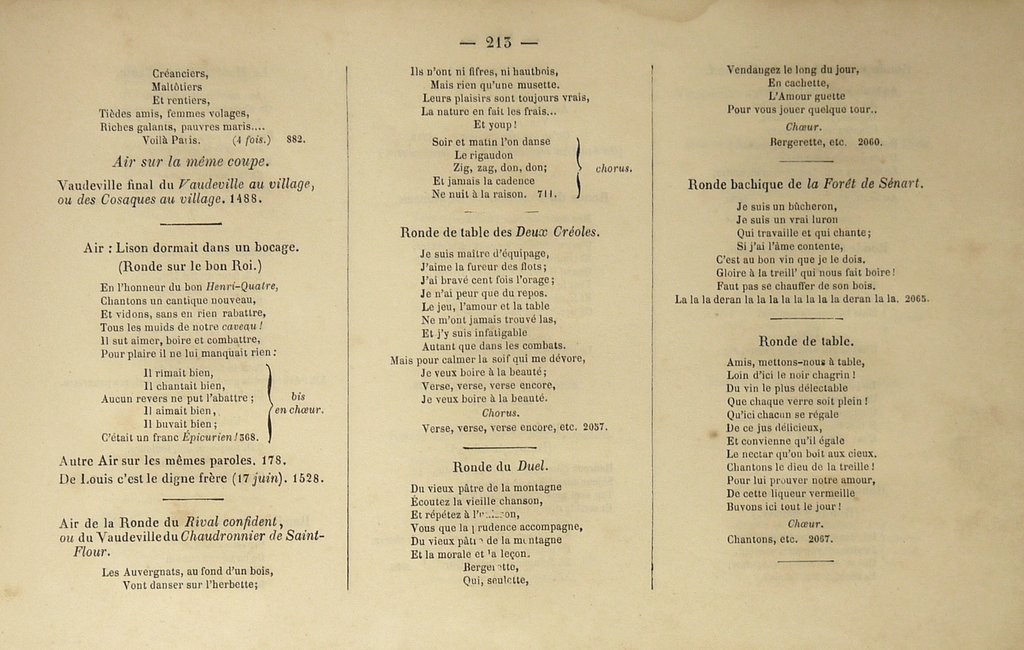 — 213 —
Créanciers,
Maltôtiers
Et rentiers,
Tièdes amis, femmes volages,
Riches galants, pauvres maris....
Voilà Paris. (4 fois.) 882.
Air sur la même coupe.
Vaudeville final du Vaudeville au village,
ou des Cosaques au village. 1488.
Air : Lison dormait dans un bocage.
(Ronde sur le bon Roi.)
En l'honneur du bon Henri-Quatre,
Chantons un cantique nouveau,
Et vidons, sans en rien rabattre,
Tous les muids de notre caveau !
Il sut aimer, boire et combattre,
Pour plaire il ne lui manquait rien :
Il rimait bien,
Il chantait bien,
Aucun revers ne put l'abattre ;
Il aimait bien,
Il buvait bien ;
C'était un franc Épicurien ! 368.
bis
en chœur.
Autre Air sur les mêmes paroles. 178.
De Louis c'est le digne frère (17 juin). 1528.
Air de la Ronde du Rival confident,
ou du Vaudeville du Chaudronnier de Saint-
Flour.
Les Auvergnats, au fond d'un bois,
Vont danser sur l'herbette;
Ils n'ont ni fifres, ni hautbois,
Mais rien qu'une musette.
Leurs plaisirs sont toujours vrais,
La nature en fait les frais...
Et youp !
Soir et matin l'on danse
Le rigaudon
Zig, zag, don, don;
Et jamais la cadence
Ne nuit à la raison. 711.
chorus.
Ronde de table des Deux Créoles.
Je suis maître d'équipage,
J'aime la fureur des flots;
J'ai bravé cent fois l'orage;
Je n'ai peur que du repos.
Le jeu, l'amour et la table
Ne m'ont jamais trouvé las,
Et j'y suis infatigable
Autant que dans les combats.
Mais pour calmer la soif qui me dévore,
Je veux boire à la beauté;
Verse, verse, verse encore,
Je veux boire à la beauté.
Chorus.
Verse, verse, verse encore, etc. 2057.
Ronde du Duel.
Du vieux pâtre de la montagne
Écoutez la vieille chanson,
Et répétez à
Vous que la prudence accompagne,
Du vieux pâtre de la montagne
Et la morale et la leçon.
Bergerette,
Qui, seulette,
Vendangez le long du jour,
En cachette,
L'Amour guette
Pour vous jouer quelque tour..
Chœur.
Bergerette, etc. 2060.
Ronde bachique de la Forêt de Sénart.
Je suis un bûcheron,
Je suis un vrai luron
Qui travaille et qui chante;
Si j'ai l'âme contente,
C'est au bon vin que je le dois.
Gloire à la treill' qui nous fait boire !
Faut pas se chauffer de son bois.
La la la deran la la la la la la la la deran la la. 2065.
Ronde de table.
Amis, mettons-nous à table,
Loin d'ici le noir chagrin !
Du vin le plus délectable
Que chaque verre soit plein !
Qu'ici chacun se régale
De ce jus délicieux,
Et convienne qu'il égale
Le nectar qu'on boit aux cieux.
Chantons le dieu de la treille !
Pour lui prouver notre amour,
De cette liqueur vermeille
Buvons ici tout le jour !
Chœur.
Chantons, etc. 2067.